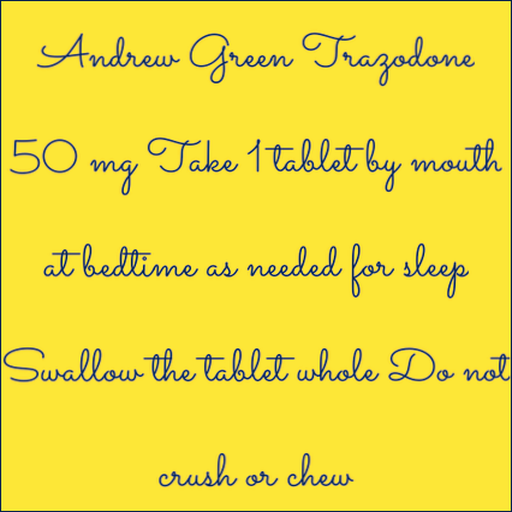 Andrew Green Trazodone
50 mg Take 1 tablet by mouth
at bedtime as needed for sleep
Swallow the tablet whole Do not
crush or chew